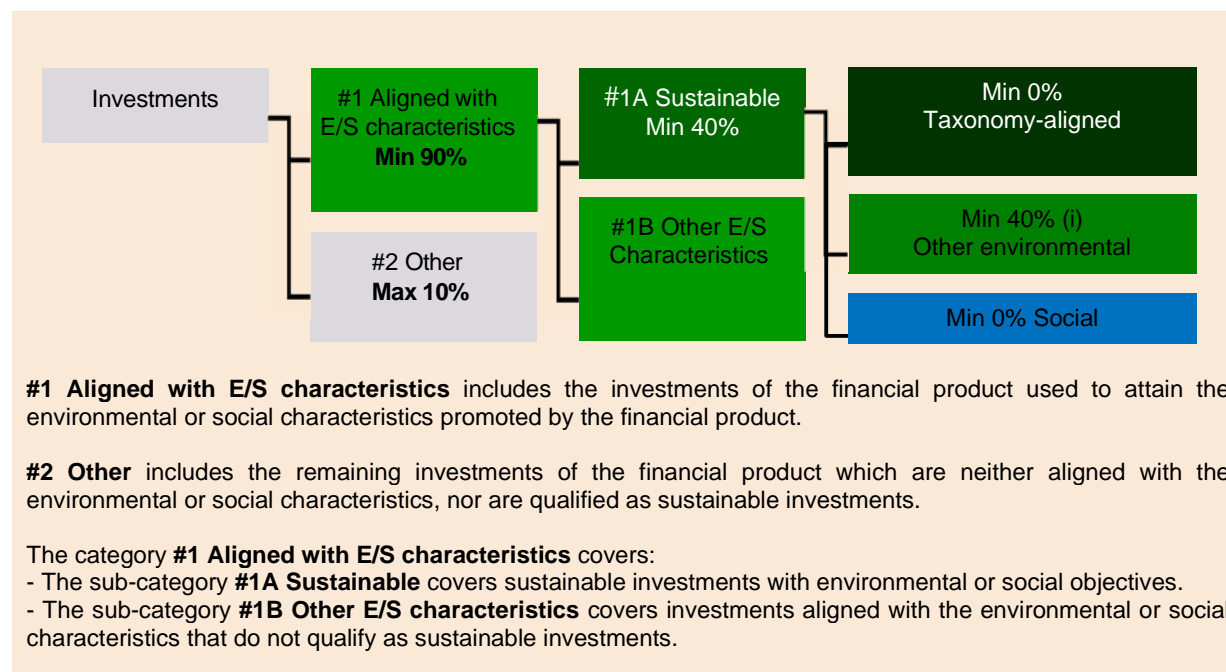 Investments
#1 Aligned with
E/S characteristics
Min 90%
#2 Other
Max 10%
#1A Sustainable
Min 40%
#1B Other E/S
Characteristics
Min 0%
Taxonomy-aligned
Min 40% (i)
Other environmental
Min 0% Social
#1 Aligned with E/S characteristics includes the investments of the financial product used to attain the
environmental or social characteristics promoted by the financial product.
#2 Other includes the remaining investments of the financial product which are neither aligned with the
environmental or social characteristics, nor are qualified as sustainable investments.
The category #1 Aligned with E/S characteristics covers:
- The sub-category #1A Sustainable covers sustainable investments with environmental or social objectives.
- The sub-category #1B Other E/S characteristics covers investments aligned with the environmental or social
characteristics that do not qualify as sustainable investments.